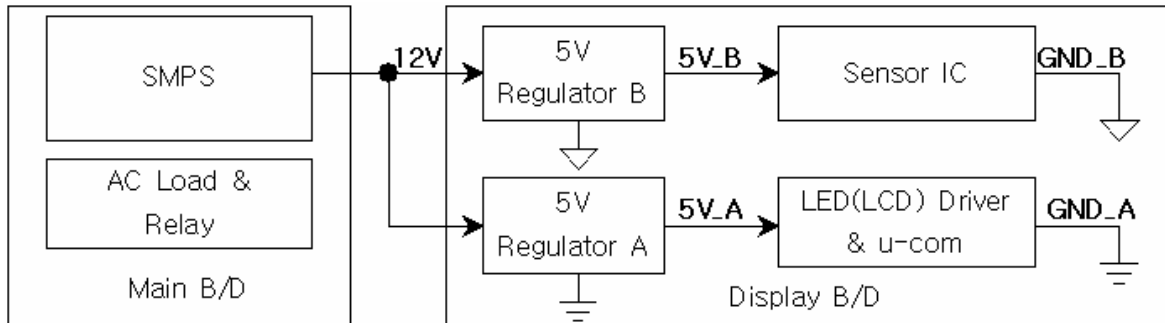 SMPS
AC Load &
Relay
Main B/D
12V
5V
Regulator B
5V_B
Sensor IC
GND_B
5V
Regulator A
5V_A
LED(LCD) Driver
& u-com
GND_A
Display B/D